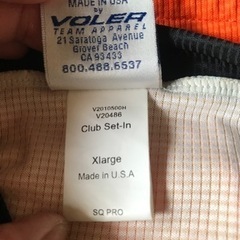 MADE IN USA
by
VOLER
TEAM APPAREL
21 Saratoga Avenue
Grover Beach
CA 93433
800.488.6537
V2010500H
V20486
Club Set-In
Xlarge
Made in U.S.A
SQ PRO